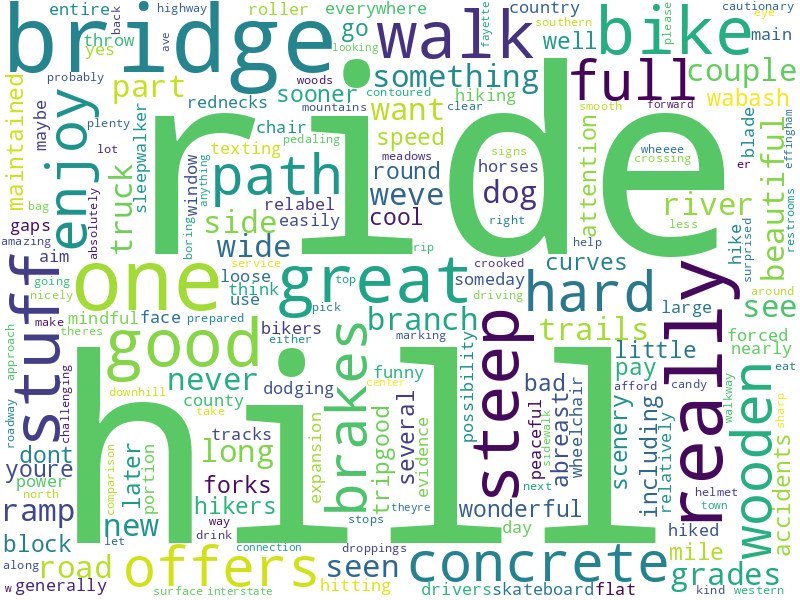 back highway roller everywhere country cautionary
entire throw yes ave go southern fayette eye please main
bridge walk bike
part something full couple
maintained maybe rednecks sooner hiking want well wabash
plenty woods mountains looking contoured clear forward smooth
enjoy ride
sleepwalker chair texting pedaling speed signs wheeee blade effingham
lot truck window anything path round meadows horses attention crossing er
bag gaps side relabel weve dog river beautiful restrooms
absolutely easily cool right less hike surprised
amazing aim boring wide rip crooked help curves
going nicely one service loose great top someday hard large around see
stuff make theres mindful face use think pick driving
approach prepared bikers branch marking steep trails really forced nearly
challenging good brakes either funny possibility little
downhill never dodging center bad pay afford candy eat
roadway county take several abreast wheelchair scenery including walkway wooden sharp
dont youre comparison tracks long expansion tripgood evidence peaceful sidewalk relatively accidents
power later portion forks hikers theyre wonderful next helmet
north hill
ramp new way stops day hiked town
block let drink droppings mile
road offers connection seen concrete kind grades
along w generally surface interstate hitting drivers skateboard flat western
probably